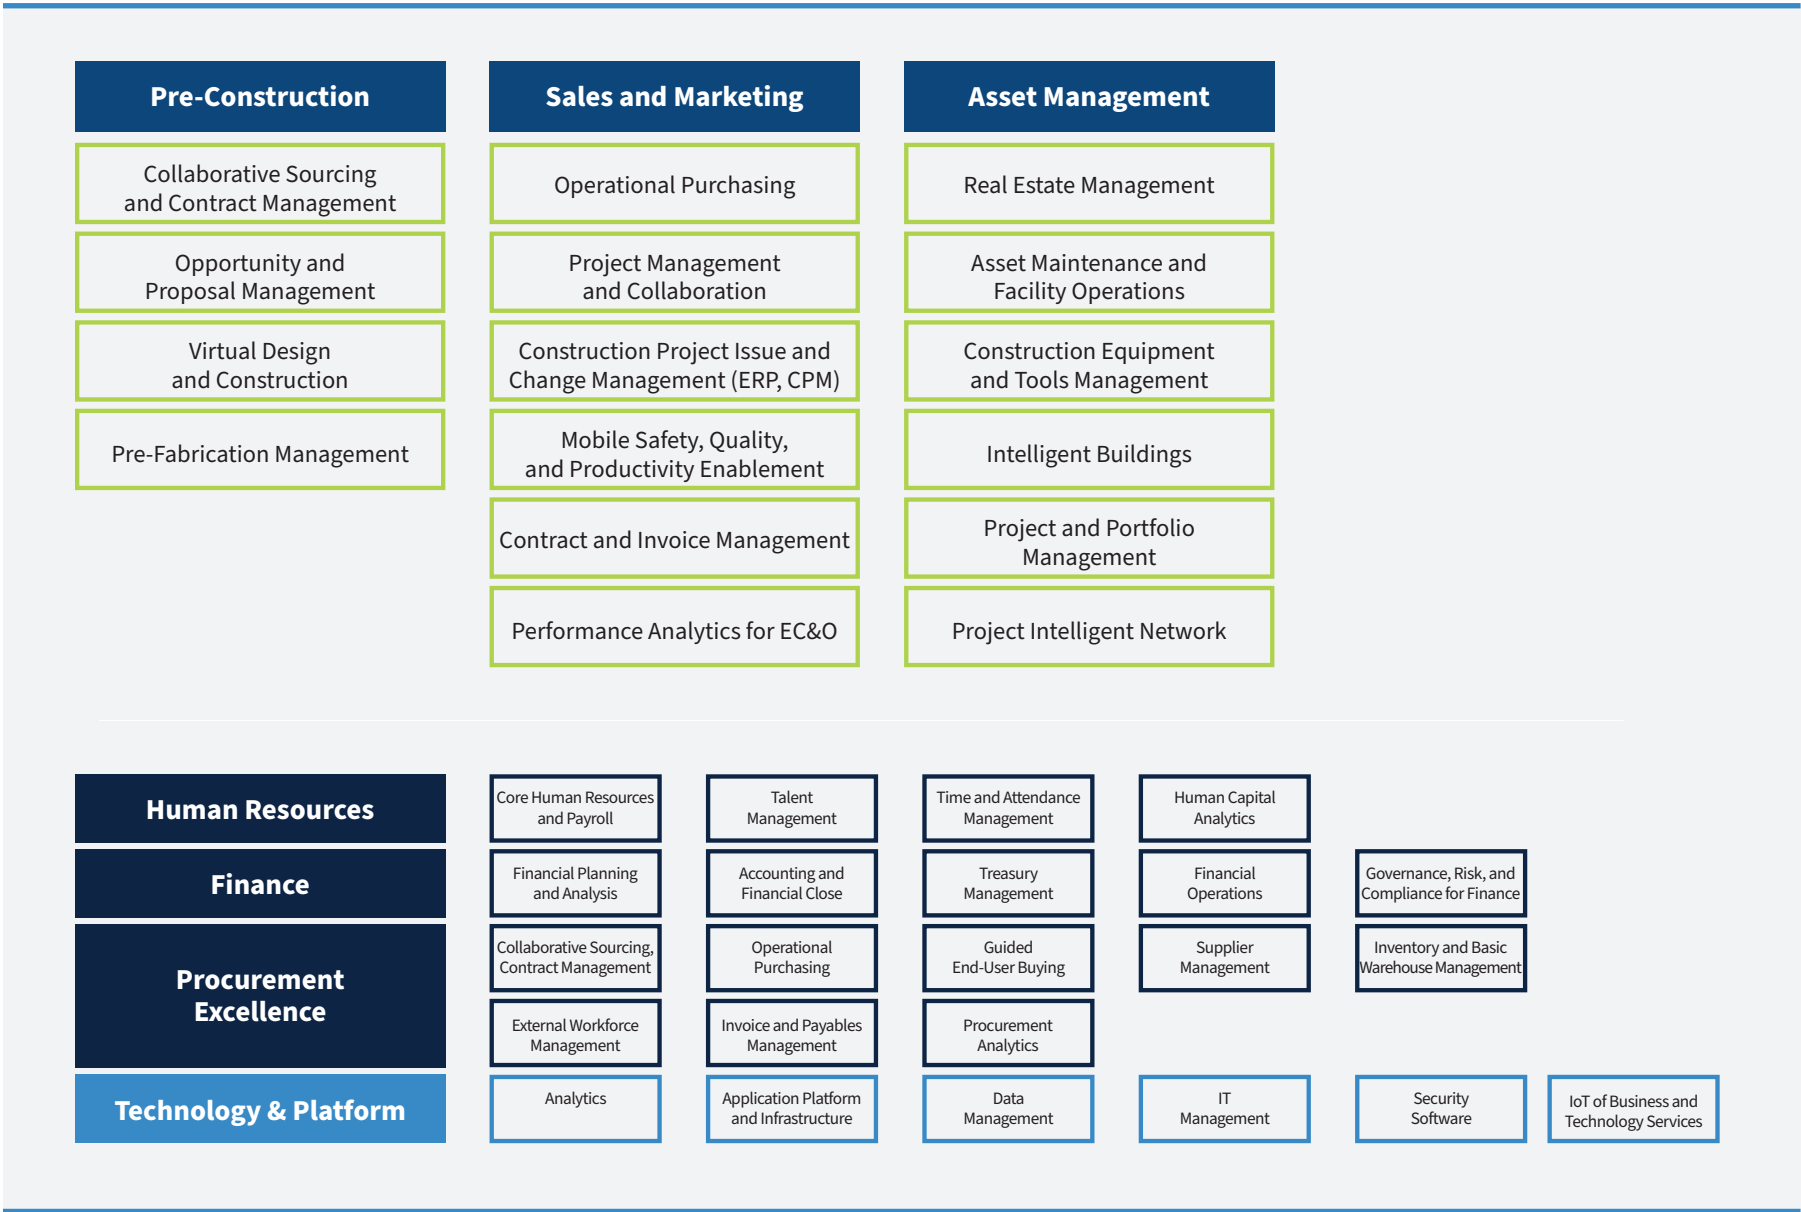 Pre-Construction
Collaborative Sourcing
and Contract Management
Opportunity and
Proposal Management
Virtual Design
and Construction
Pre-Fabrication Management
Sales and Marketing
Operational Purchasing
Project Management
and Collaboration
Construction Project Issue and
Change Management (ERP, CPM)
Mobile Safety, Quality,
and Productivity Enablement
Contract and Invoice Management
Performance Analytics for EC&O
Asset Management
Real Estate Management
Asset Maintenance and
Facility Operations
Construction Equipment
and Tools Management
Intelligent Buildings
Project and Portfolio
Management
Project Intelligent Network
Human Resources
Core Human Resources
and Payroll
Talent
Management
Time and Attendance
Management
Human Capital
Analytics
Finance
Financial Planning
and Analysis
Accounting and
Financial Close
Treasury
Management
Financial
Operations
Governance, Risk, and
Compliance for Finance
Procurement
Excellence
Collaborative Sourcing,
Contract Management
Operational
Purchasing
Guided
End-User Buying
Supplier
Management
Inventory and Basic
Warehouse Management
External Workforce
Management
Invoice and Payables
Management
Procurement
Analytics
Technology & Platform
Analytics
Application Platform
and Infrastructure
Data
Management
IT
Management
Security
Software
IoT of Business and
Technology Services